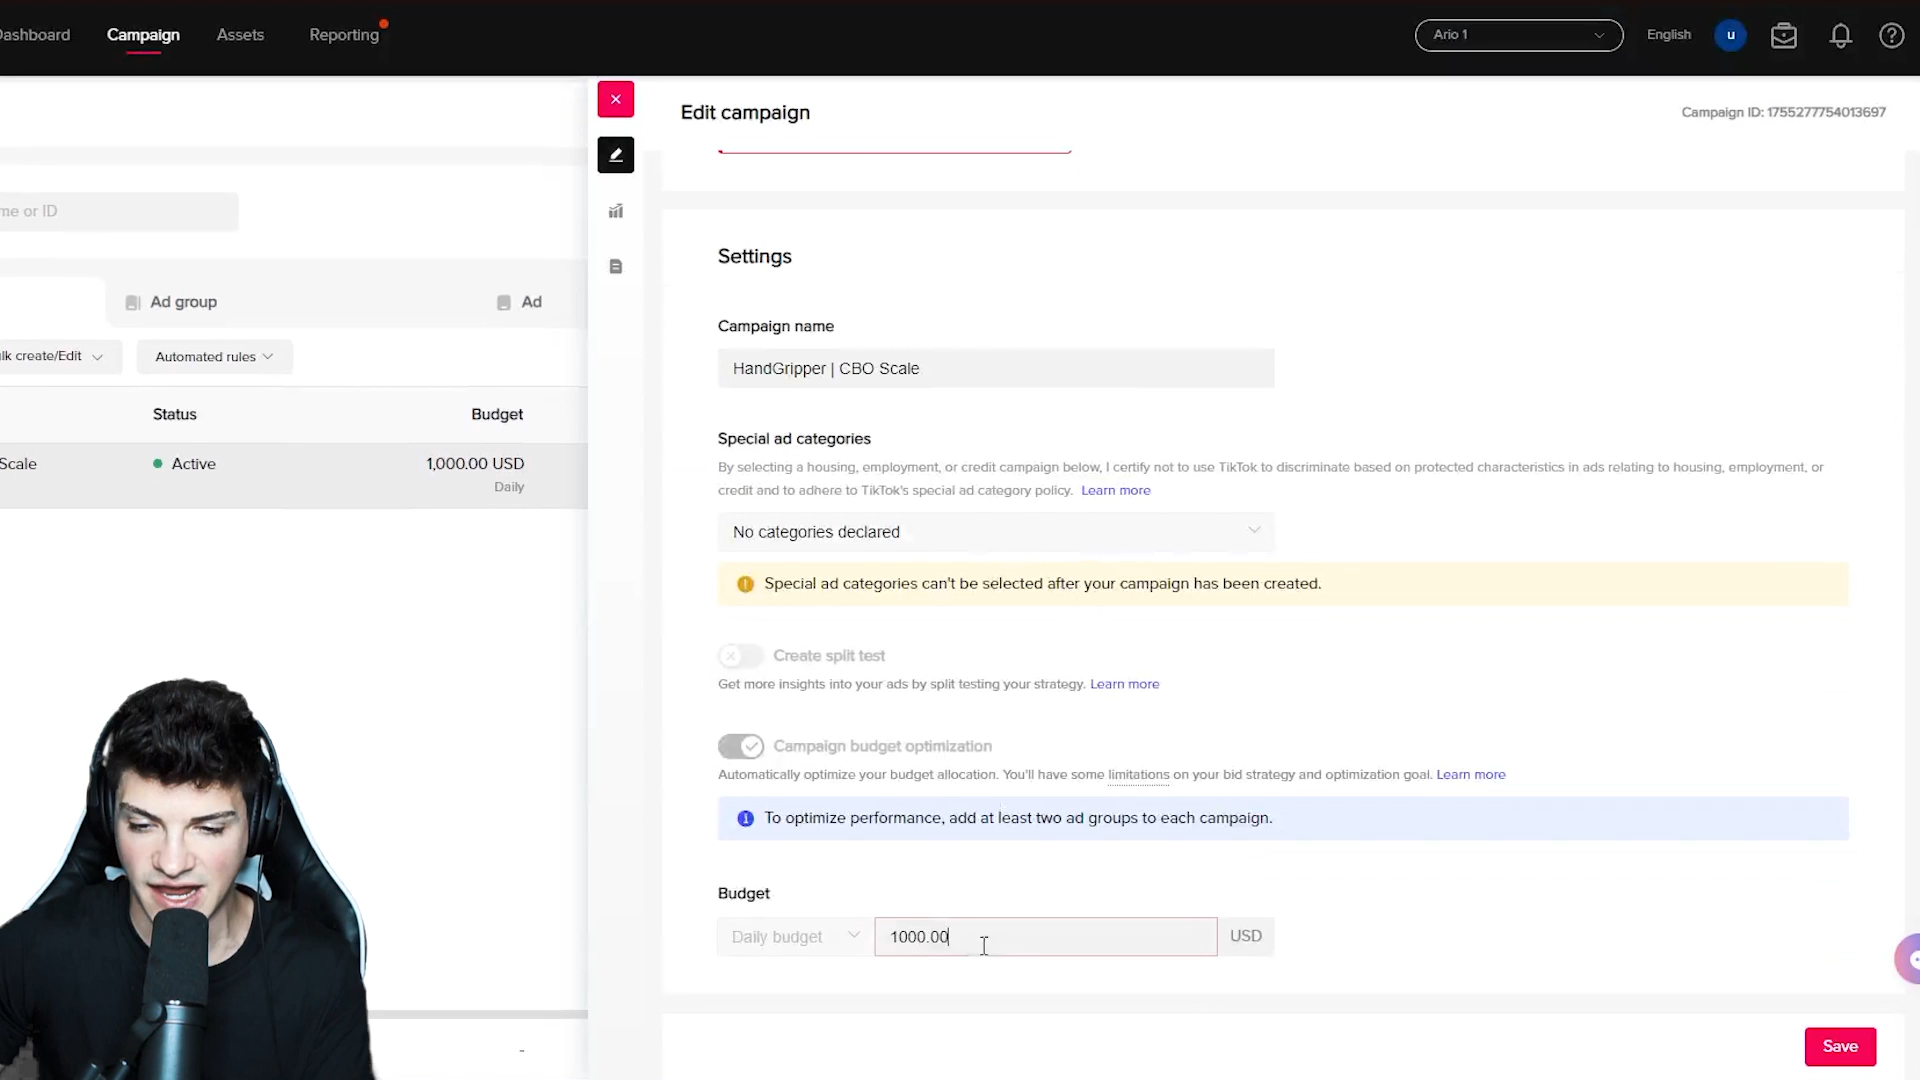 Dashboard Campaign Assets Reporting Ario 1 English u
Edit campaign Campaign ID: 1755277754013697
me or ID
Settings
Ad group Ad
Campaign name
lk create/Edit Automated rules
HandGripper | CBO Scale
Status Budget
Special ad categories
Scale Active 1,000.00 USD
Daily
By selecting a housing, employment, or credit campaign below, I certify not to use TikTok to discriminate based on protected characteristics in ads relating to housing, employment, or
credit and to adhere to TikTok's special ad category policy. Learn more
No categories declared
Special ad categories can't be selected after your campaign has been created.
Create split test
Get more insights into your ads by split testing your strategy. Learn more
Campaign budget optimization
Automatically optimize your budget allocation. You'll have some limitations on your bid strategy and optimization goal. Learn more
To optimize performance, add at least two ad groups to each campaign.
Budget
Daily budget 1000.00 USD
Save
-